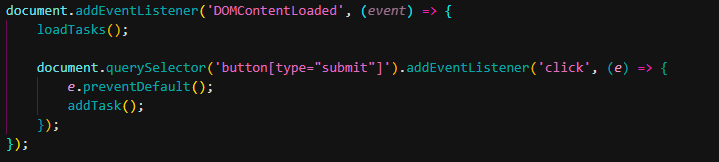 document.addEventListener('DOMContentLoaded', (event) => {
    loadTasks();

    document.querySelector('button[type="submit"]').addEventListener('click', (e) => {
        e.preventDefault();
        addTask();
    });
});